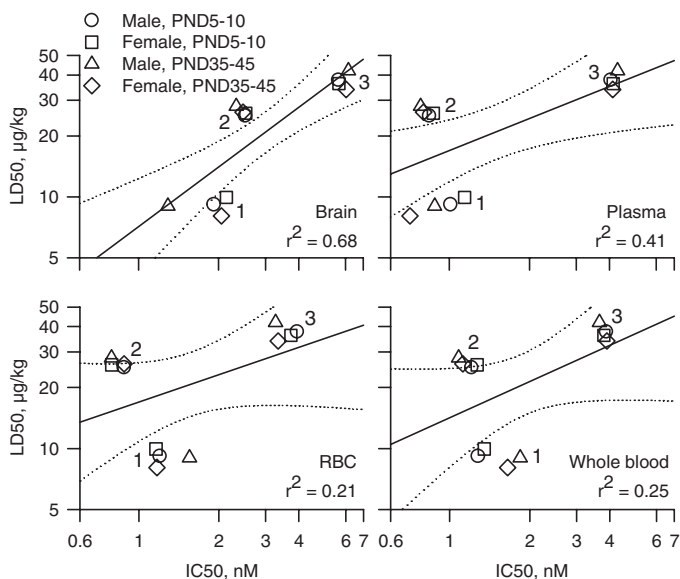 Male, PND5-10
Female, PND5-10
Male, PND35-45
Female, PND35-45
LD50, µg/kg
50
40
30
20
10
5
3
2
1
Brain
r2 = 0.68
3
2
1
Plasma
r2 = 0.41
LD50, µg/kg
50
40
30
20
10
5
3
2
1
RBC
r2 = 0.21
3
2
1
Whole blood
r2 = 0.25
0.6 1 2 3 4 6 7
0.6 1 2 3 4 6 7
IC50, nM
IC50, nM